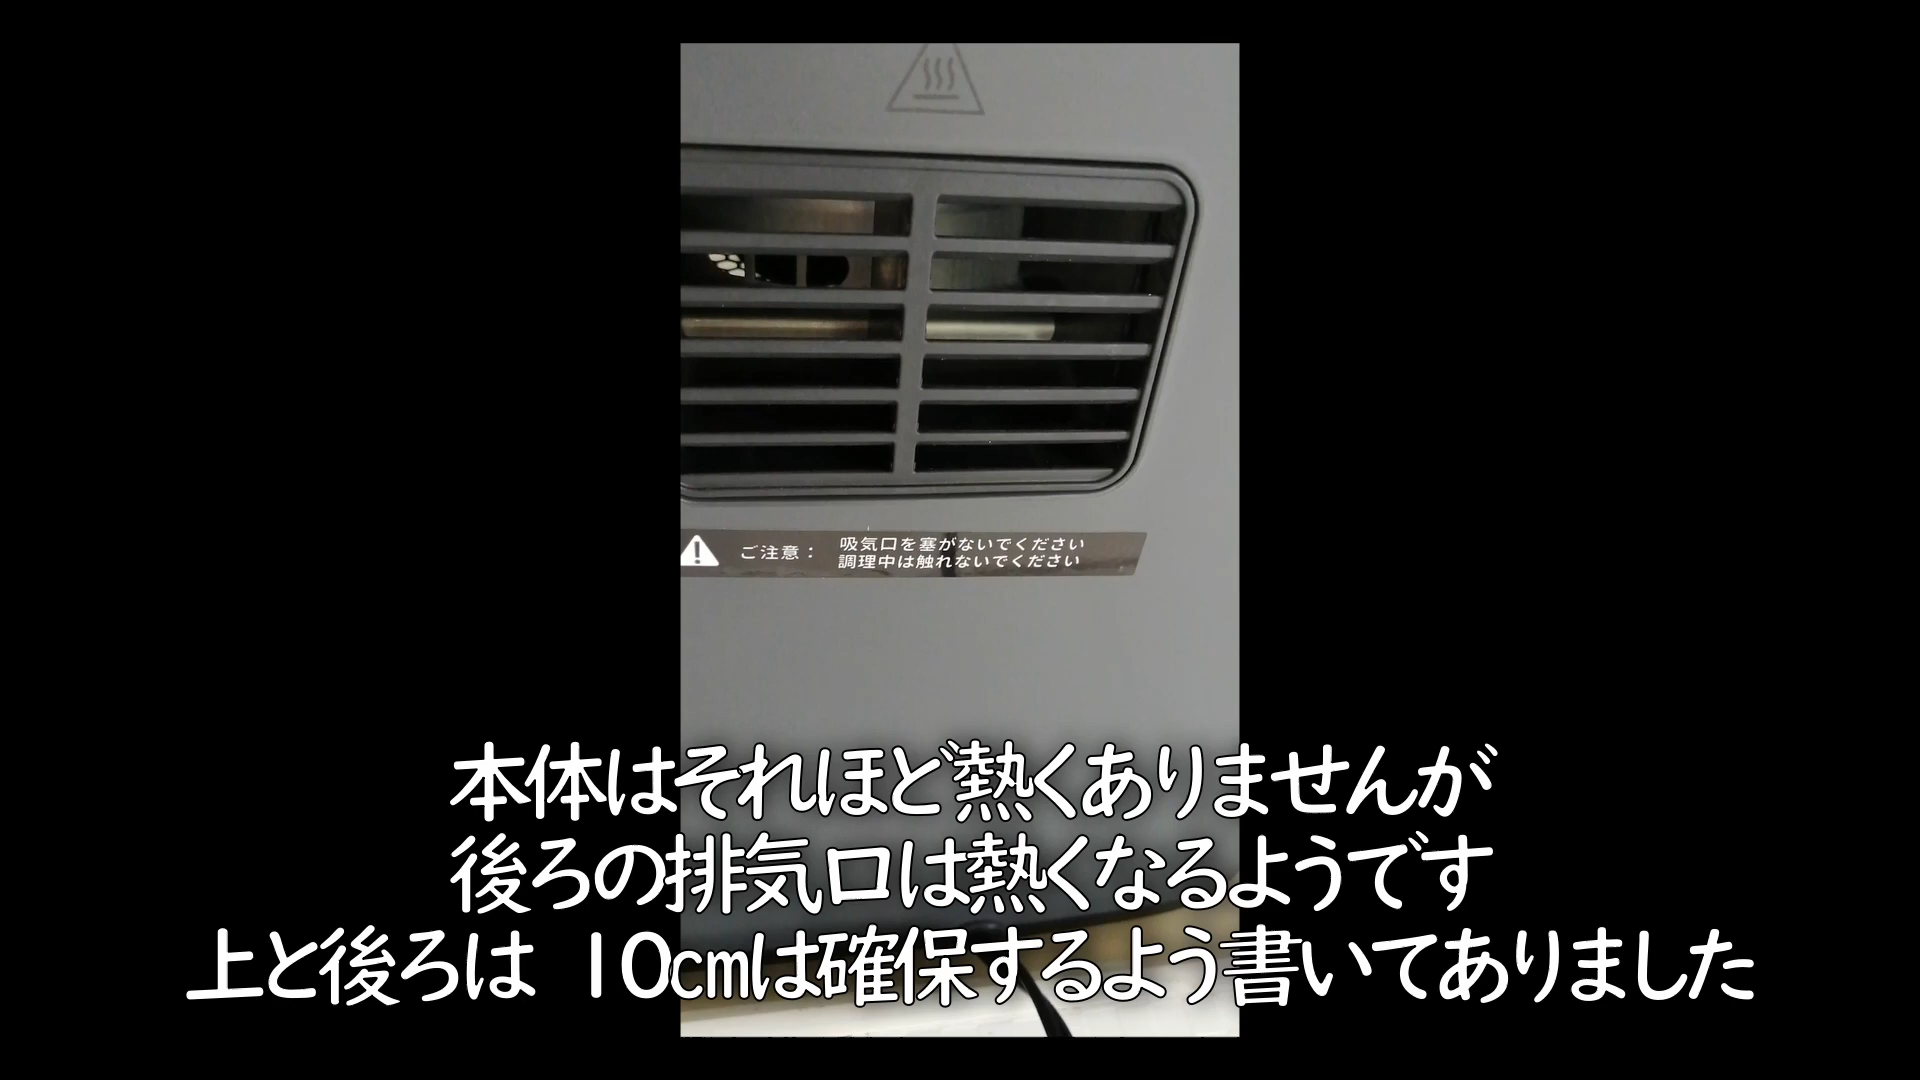 ご注意：
吸気口を塞がないでください
調理中は触れないでください
本体はそれほど熱くありませんが
後ろの排気口は熱くなるようです
上と後ろは 10cmは確保するよう書いてありました